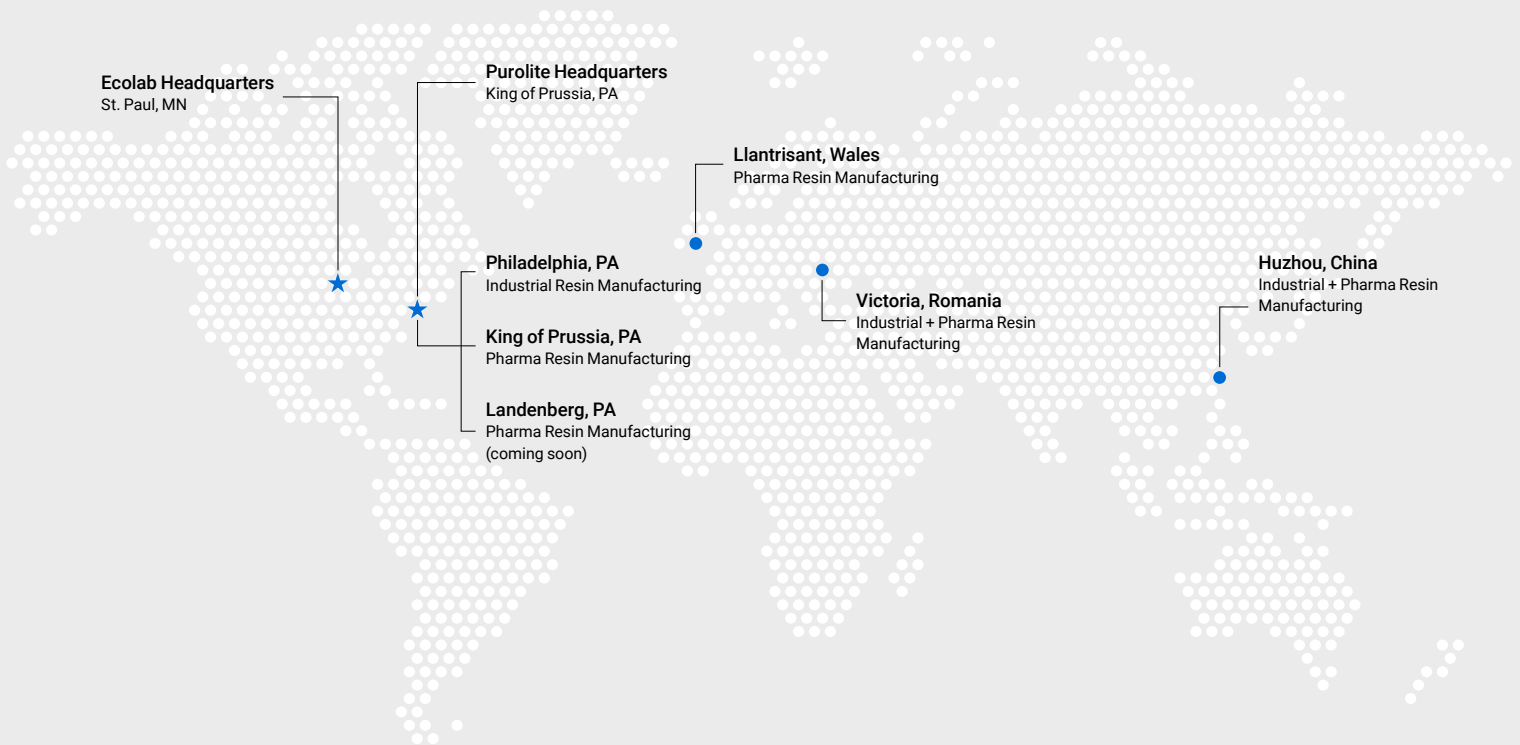 Ecolab Headquarters
St. Paul, MN
Purolite Headquarters
King of Prussia, PA
Llantrisant, Wales
Pharma Resin Manufacturing
Philadelphia, PA
Industrial Resin Manufacturing
King of Prussia, PA
Pharma Resin Manufacturing
Landenberg, PA
Pharma Resin Manufacturing
(coming soon)
Victoria, Romania
Industrial + Pharma Resin
Manufacturing
Huzhou, China
Industrial + Pharma Resin
Manufacturing